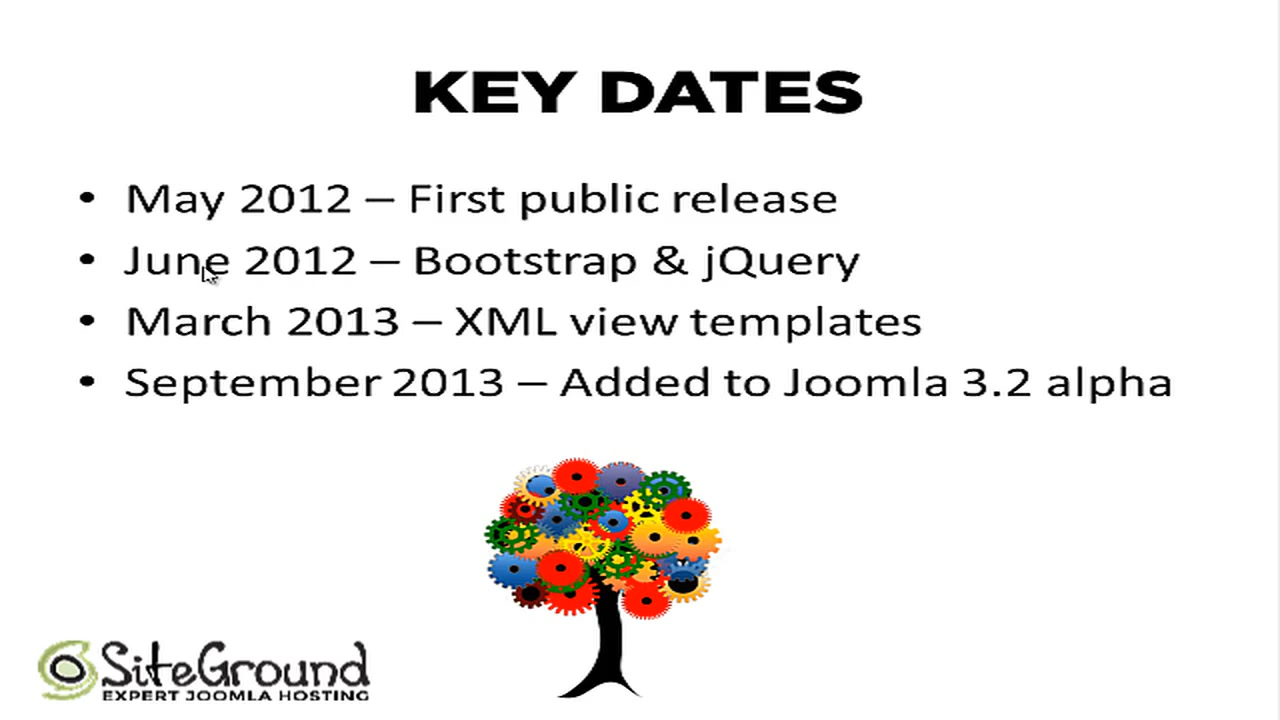 KEY DATES
• May 2012 – First public release
• June 2012 – Bootstrap & jQuery
• March 2013 – XML view templates
• September 2013 – Added to Joomla 3.2 alpha
SiteGround
EXPERT JOOMLA HOSTING